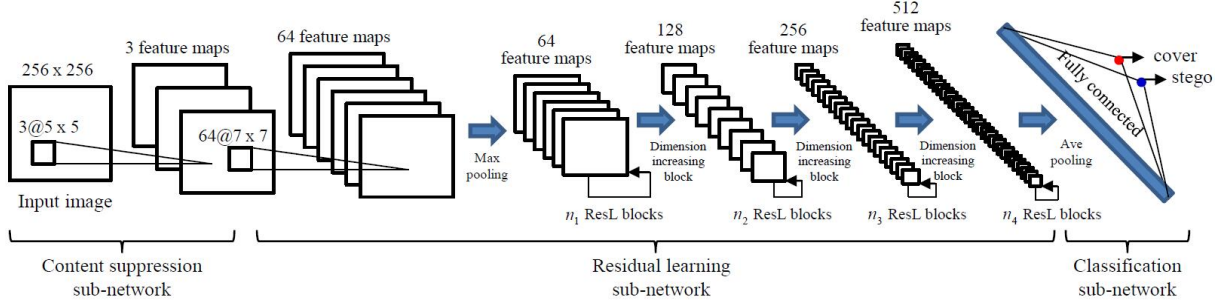 256 x 256
3@5 x 5
Input image
3 feature maps
64@7 x 7
64 feature maps
Max
pooling
64
feature maps
n1 ResL blocks
Dimension
increasing
block
128
feature maps
n2 ResL blocks
Dimension
increasing
block
256
feature maps
n3 ResL blocks
Dimension
increasing
block
512
feature maps
n4 ResL blocks
Ave
pooling
Fully connected
cover
stego
Content suppression
sub-network
Residual learning
sub-network
Classification
sub-network